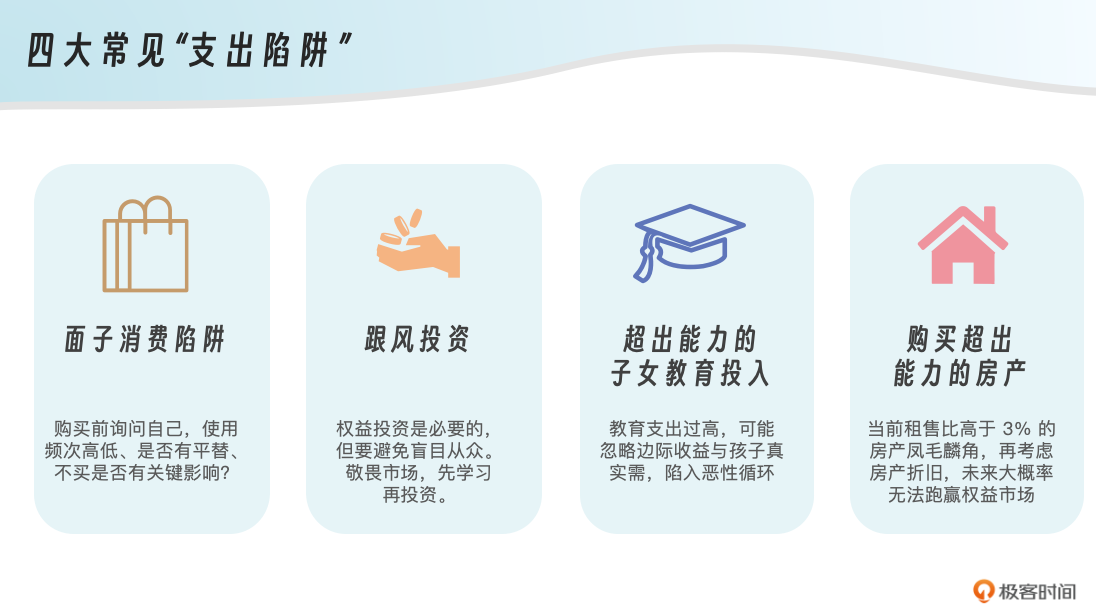 四大常见“支出陷阱”
面子消费陷阱
购买前询问自己，使用
频次高低、是否有平替、
不买是否有关键影响？
跟风投资
权益投资是必要的，
但要避免盲目从众。
敬畏市场，先学习
再投资。
超出能力的
子女教育投入
教育支出过高，可能
忽略边际收益与孩子真
实需，陷入恶性循环
购买超出
能力的房产
当前租售比高于 3% 的
房产凤毛麟角，再考虑
房产折旧，未来大概率
无法跑赢权益市场
极客时间